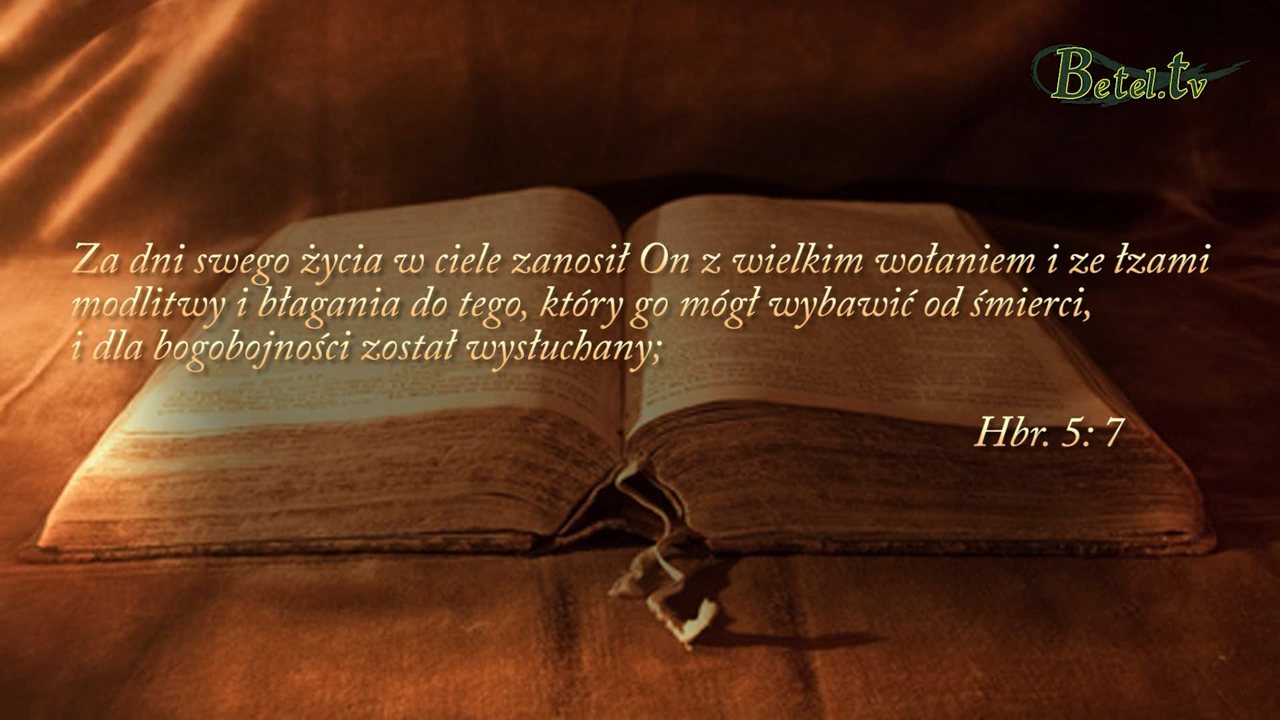 Betel.tv
Za dni swego życia w ciele zanosił On z wielkim wołaniem i ze łzami
modlitwy i błagania do tego, który go mógł wybawić od śmierci,
i dla bogobojności został wysłuchany;
Hbr. 5: 7